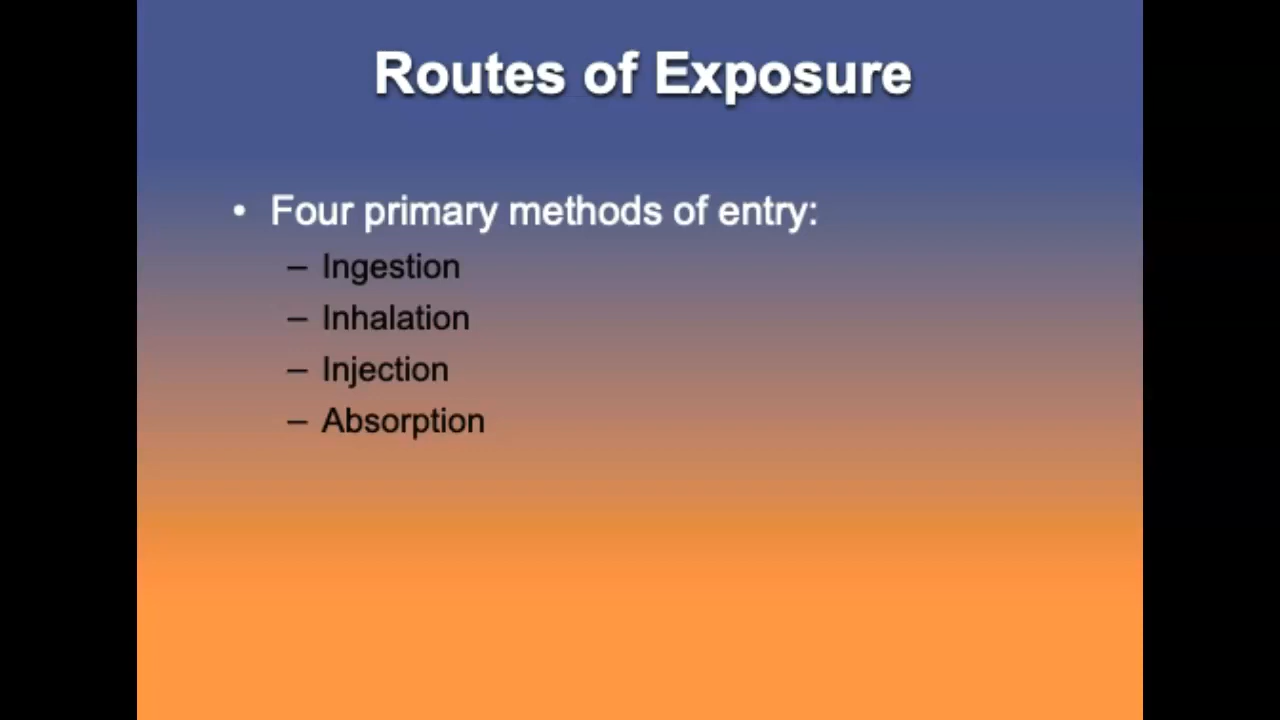 Routes of Exposure
• Four primary methods of entry:
– Ingestion
– Inhalation
– Injection
– Absorption